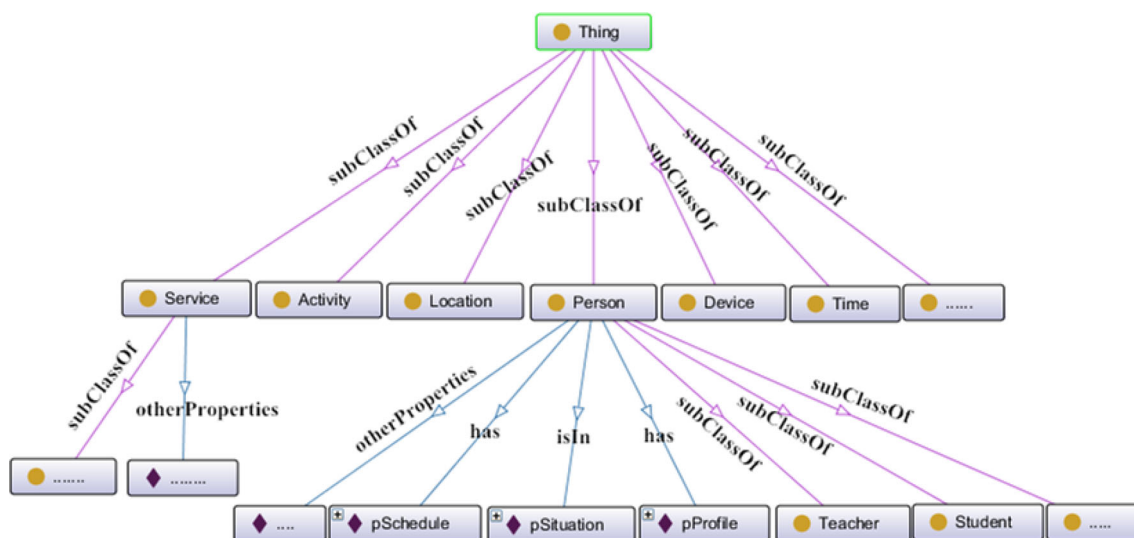 Thing
subClassOf
subClassOf
subClassOf
subClassOf
subClassOf
subClassOf
subClassOf
Service
Activity
Location
Person
Device
Time
......
subClassOf
otherProperties
otherProperties
has
isIn
has
subClassOf
subClassOf
subClassOf
.......
........
....
pSchedule
pSituation
pProfile
Teacher
Student
.....